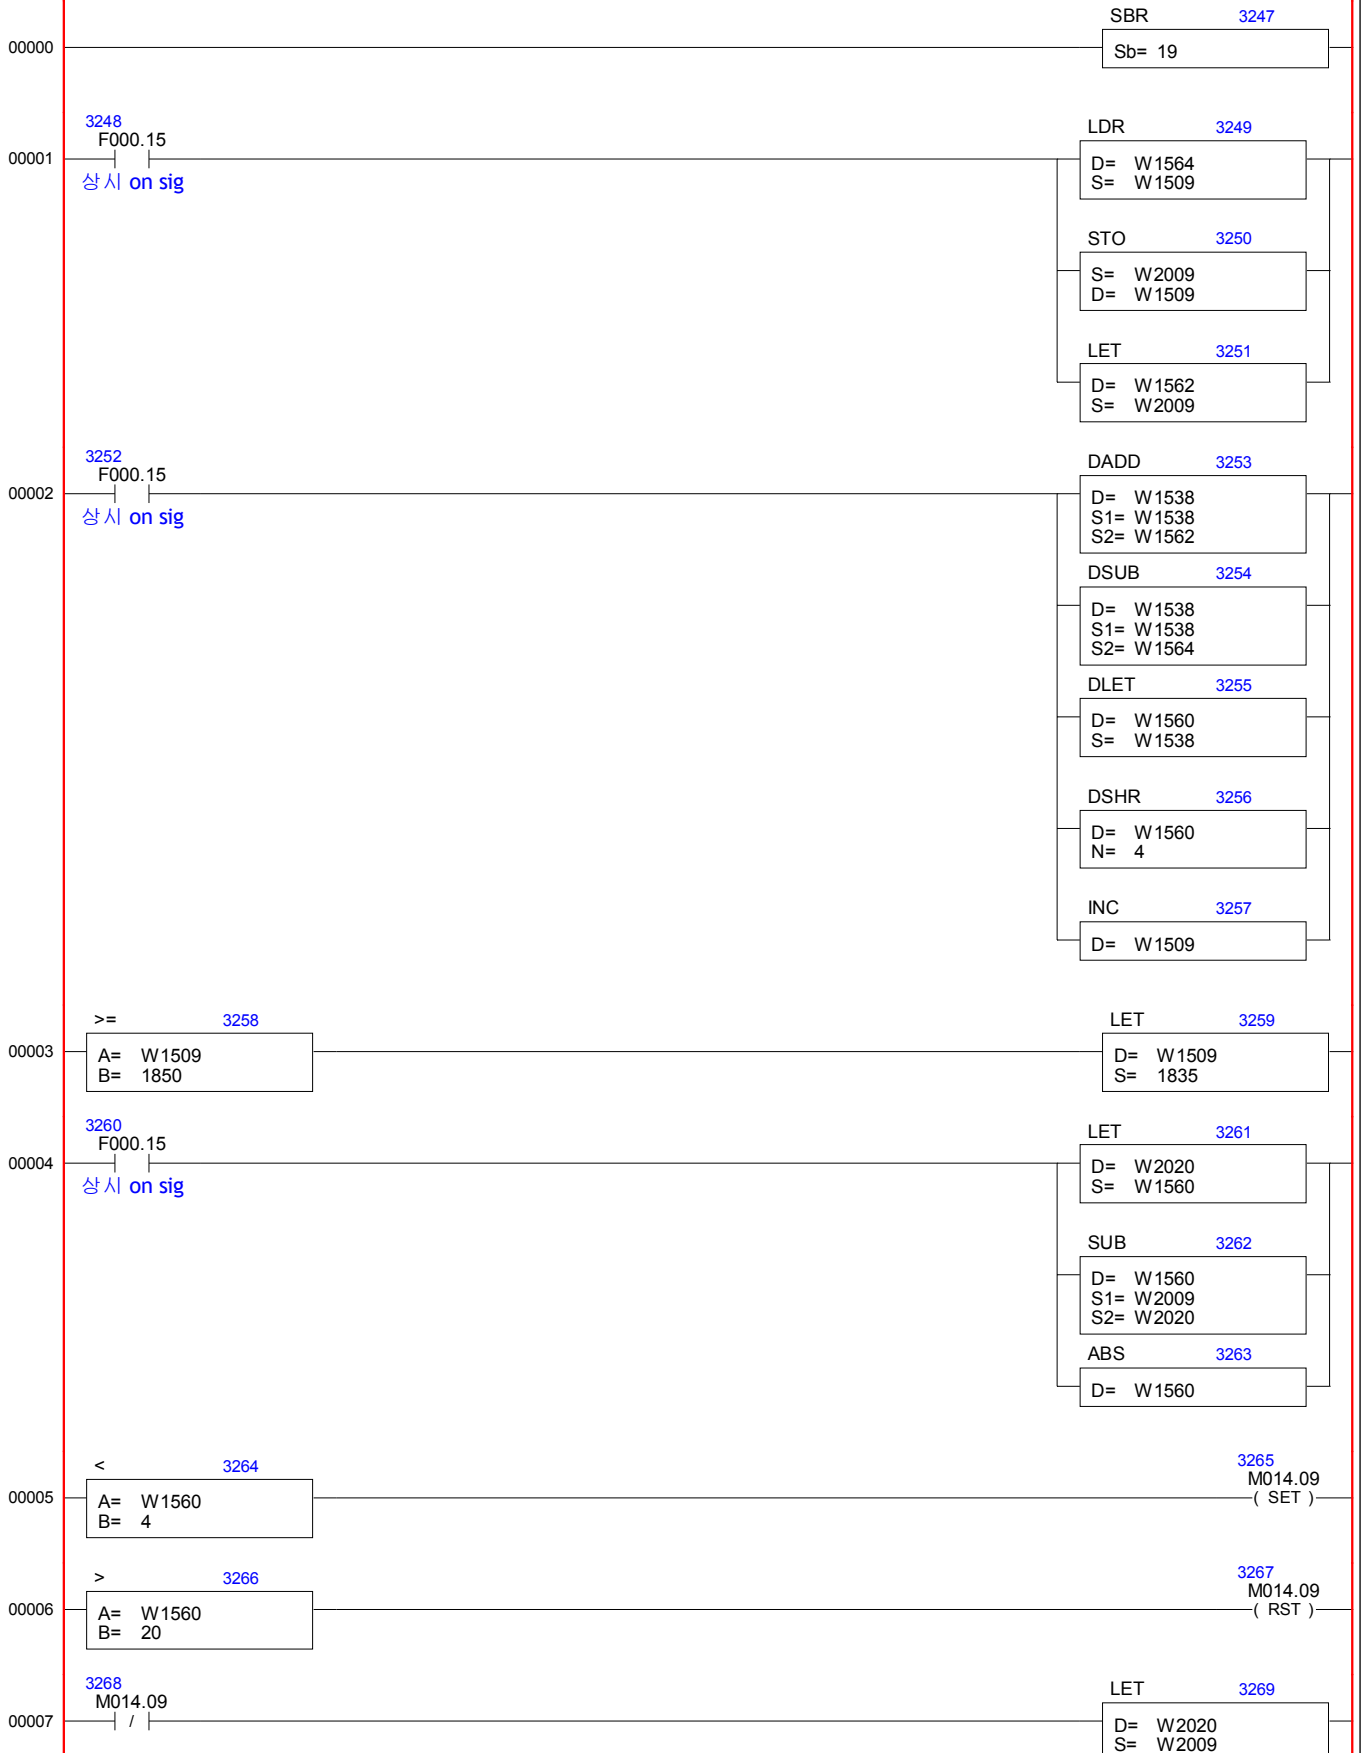 SBR 3247
00000 Sb= 19
3248
F000.15
00001
상시 on sig
LDR 3249
D= W1564
S= W1509
STO 3250
S= W2009
D= W1509
LET 3251
D= W1562
S= W2009
3252
F000.15
00002
상시 on sig
DADD 3253
D= W1538
S1= W1538
S2= W1562
DSUB 3254
D= W1538
S1= W1538
S2= W1564
DLET 3255
D= W1560
S= W1538
DSHR 3256
D= W1560
N= 4
INC 3257
D= W1509
>= 3258
00003
A= W1509
B= 1850
LET 3259
D= W1509
S= 1835
3260
F000.15
00004
상시 on sig
LET 3261
D= W2020
S= W1560
SUB 3262
D= W1560
S1= W2009
S2= W2020
ABS 3263
D= W1560
< 3264
00005
A= W1560
B= 4
3265
M014.09
( SET )
> 3266
00006
A= W1560
B= 20
3267
M014.09
( RST )
3268
M014.09
00007 /
LET 3269
D= W2020
S= W2009